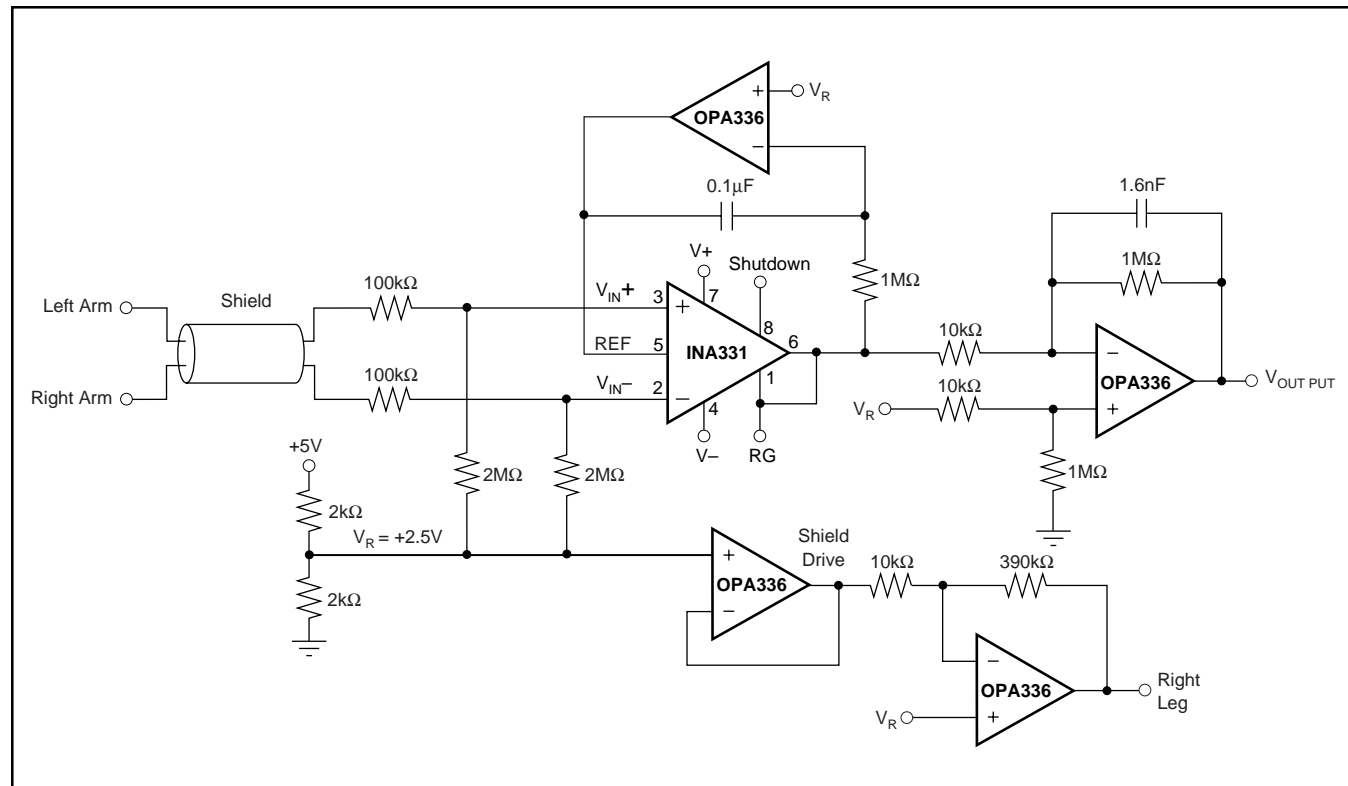 +
V_R
OPA336
−
0.1µF
1.6nF
V+
Shutdown
1MΩ
1MΩ
100kΩ
Left Arm
Shield
V_IN+
3
+
7
8
REF
5
INA331
6
10kΩ
−
Right Arm
100kΩ
V_IN−
2
−
4
1
OPA336
V_OUT PUT
10kΩ
V_R
+
V−
RG
+5V
2MΩ
2MΩ
1MΩ
2kΩ
V_R = +2.5V
Shield
Drive
+
10kΩ
390kΩ
OPA336
2kΩ
−
−
OPA336
Right
Leg
V_R
+